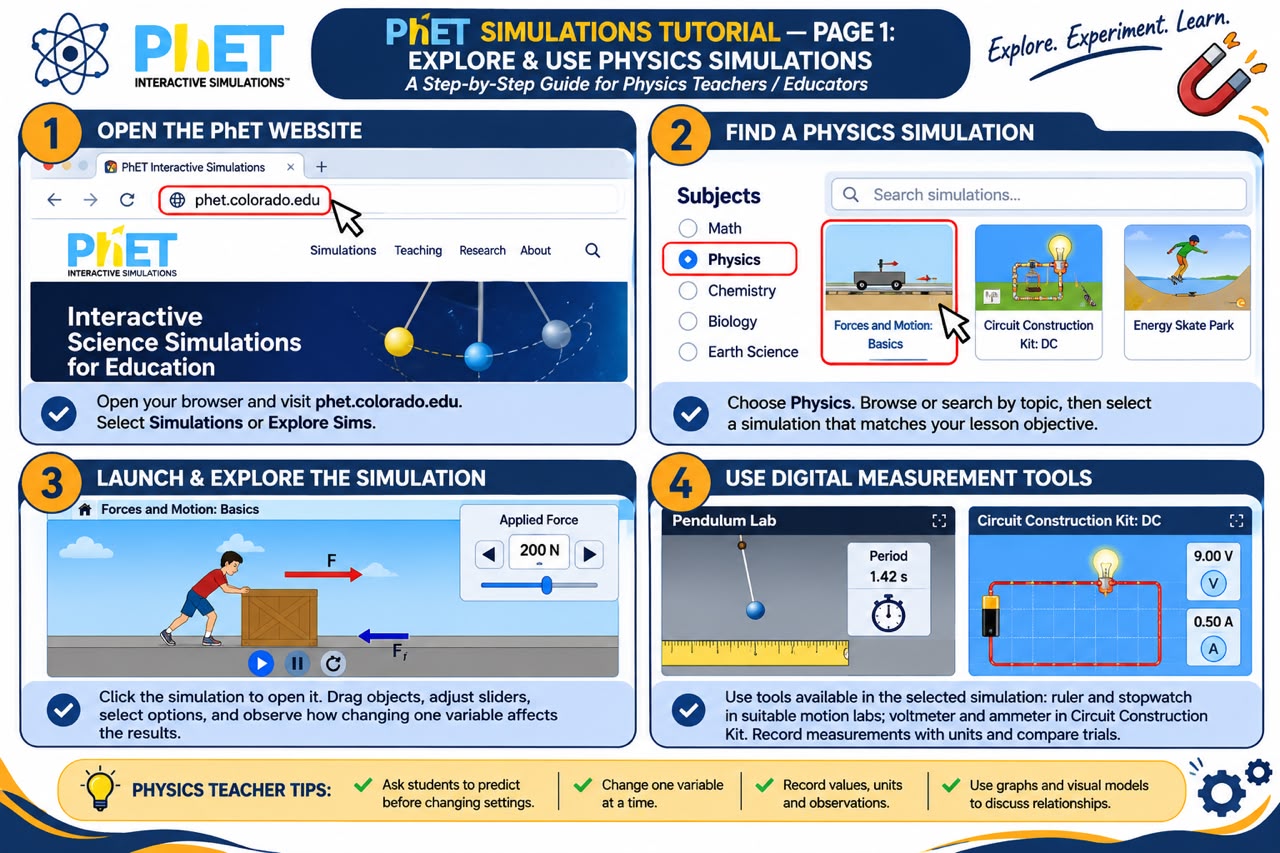 PhET
INTERACTIVE SIMULATIONS™
PhET SIMULATIONS TUTORIAL — PAGE 1:
EXPLORE & USE PHYSICS SIMULATIONS
A Step-by-Step Guide for Physics Teachers / Educators
Explore. Experiment. Learn.
1
OPEN THE PhET WEBSITE
PhET Interactive Simulations × +
phet.colorado.edu
PhET
INTERACTIVE SIMULATIONS
Simulations Teaching Research About
Interactive
Science Simulations
for Education
Open your browser and visit phet.colorado.edu.
Select Simulations or Explore Sims.
2
FIND A PHYSICS SIMULATION
Subjects
Math
Physics
Chemistry
Biology
Earth Science
Search simulations...
Forces and Motion:
Basics
Circuit Construction
Kit: DC
Energy Skate Park
Choose Physics. Browse or search by topic, then select
a simulation that matches your lesson objective.
3
LAUNCH & EXPLORE THE SIMULATION
Forces and Motion: Basics
Applied Force
200 N
F
Ff
Click the simulation to open it. Drag objects, adjust sliders,
select options, and observe how changing one variable affects
the results.
4
USE DIGITAL MEASUREMENT TOOLS
Pendulum Lab
Period
1.42 s
Circuit Construction Kit: DC
9.00 V
V
0.50 A
A
Use tools available in the selected simulation: ruler and stopwatch
in suitable motion labs; voltmeter and ammeter in Circuit Construction
Kit. Record measurements with units and compare trials.
PHYSICS TEACHER TIPS:
Ask students to predict
before changing settings.
Change one variable
at a time.
Record values, units
and observations.
Use graphs and visual models
to discuss relationships.